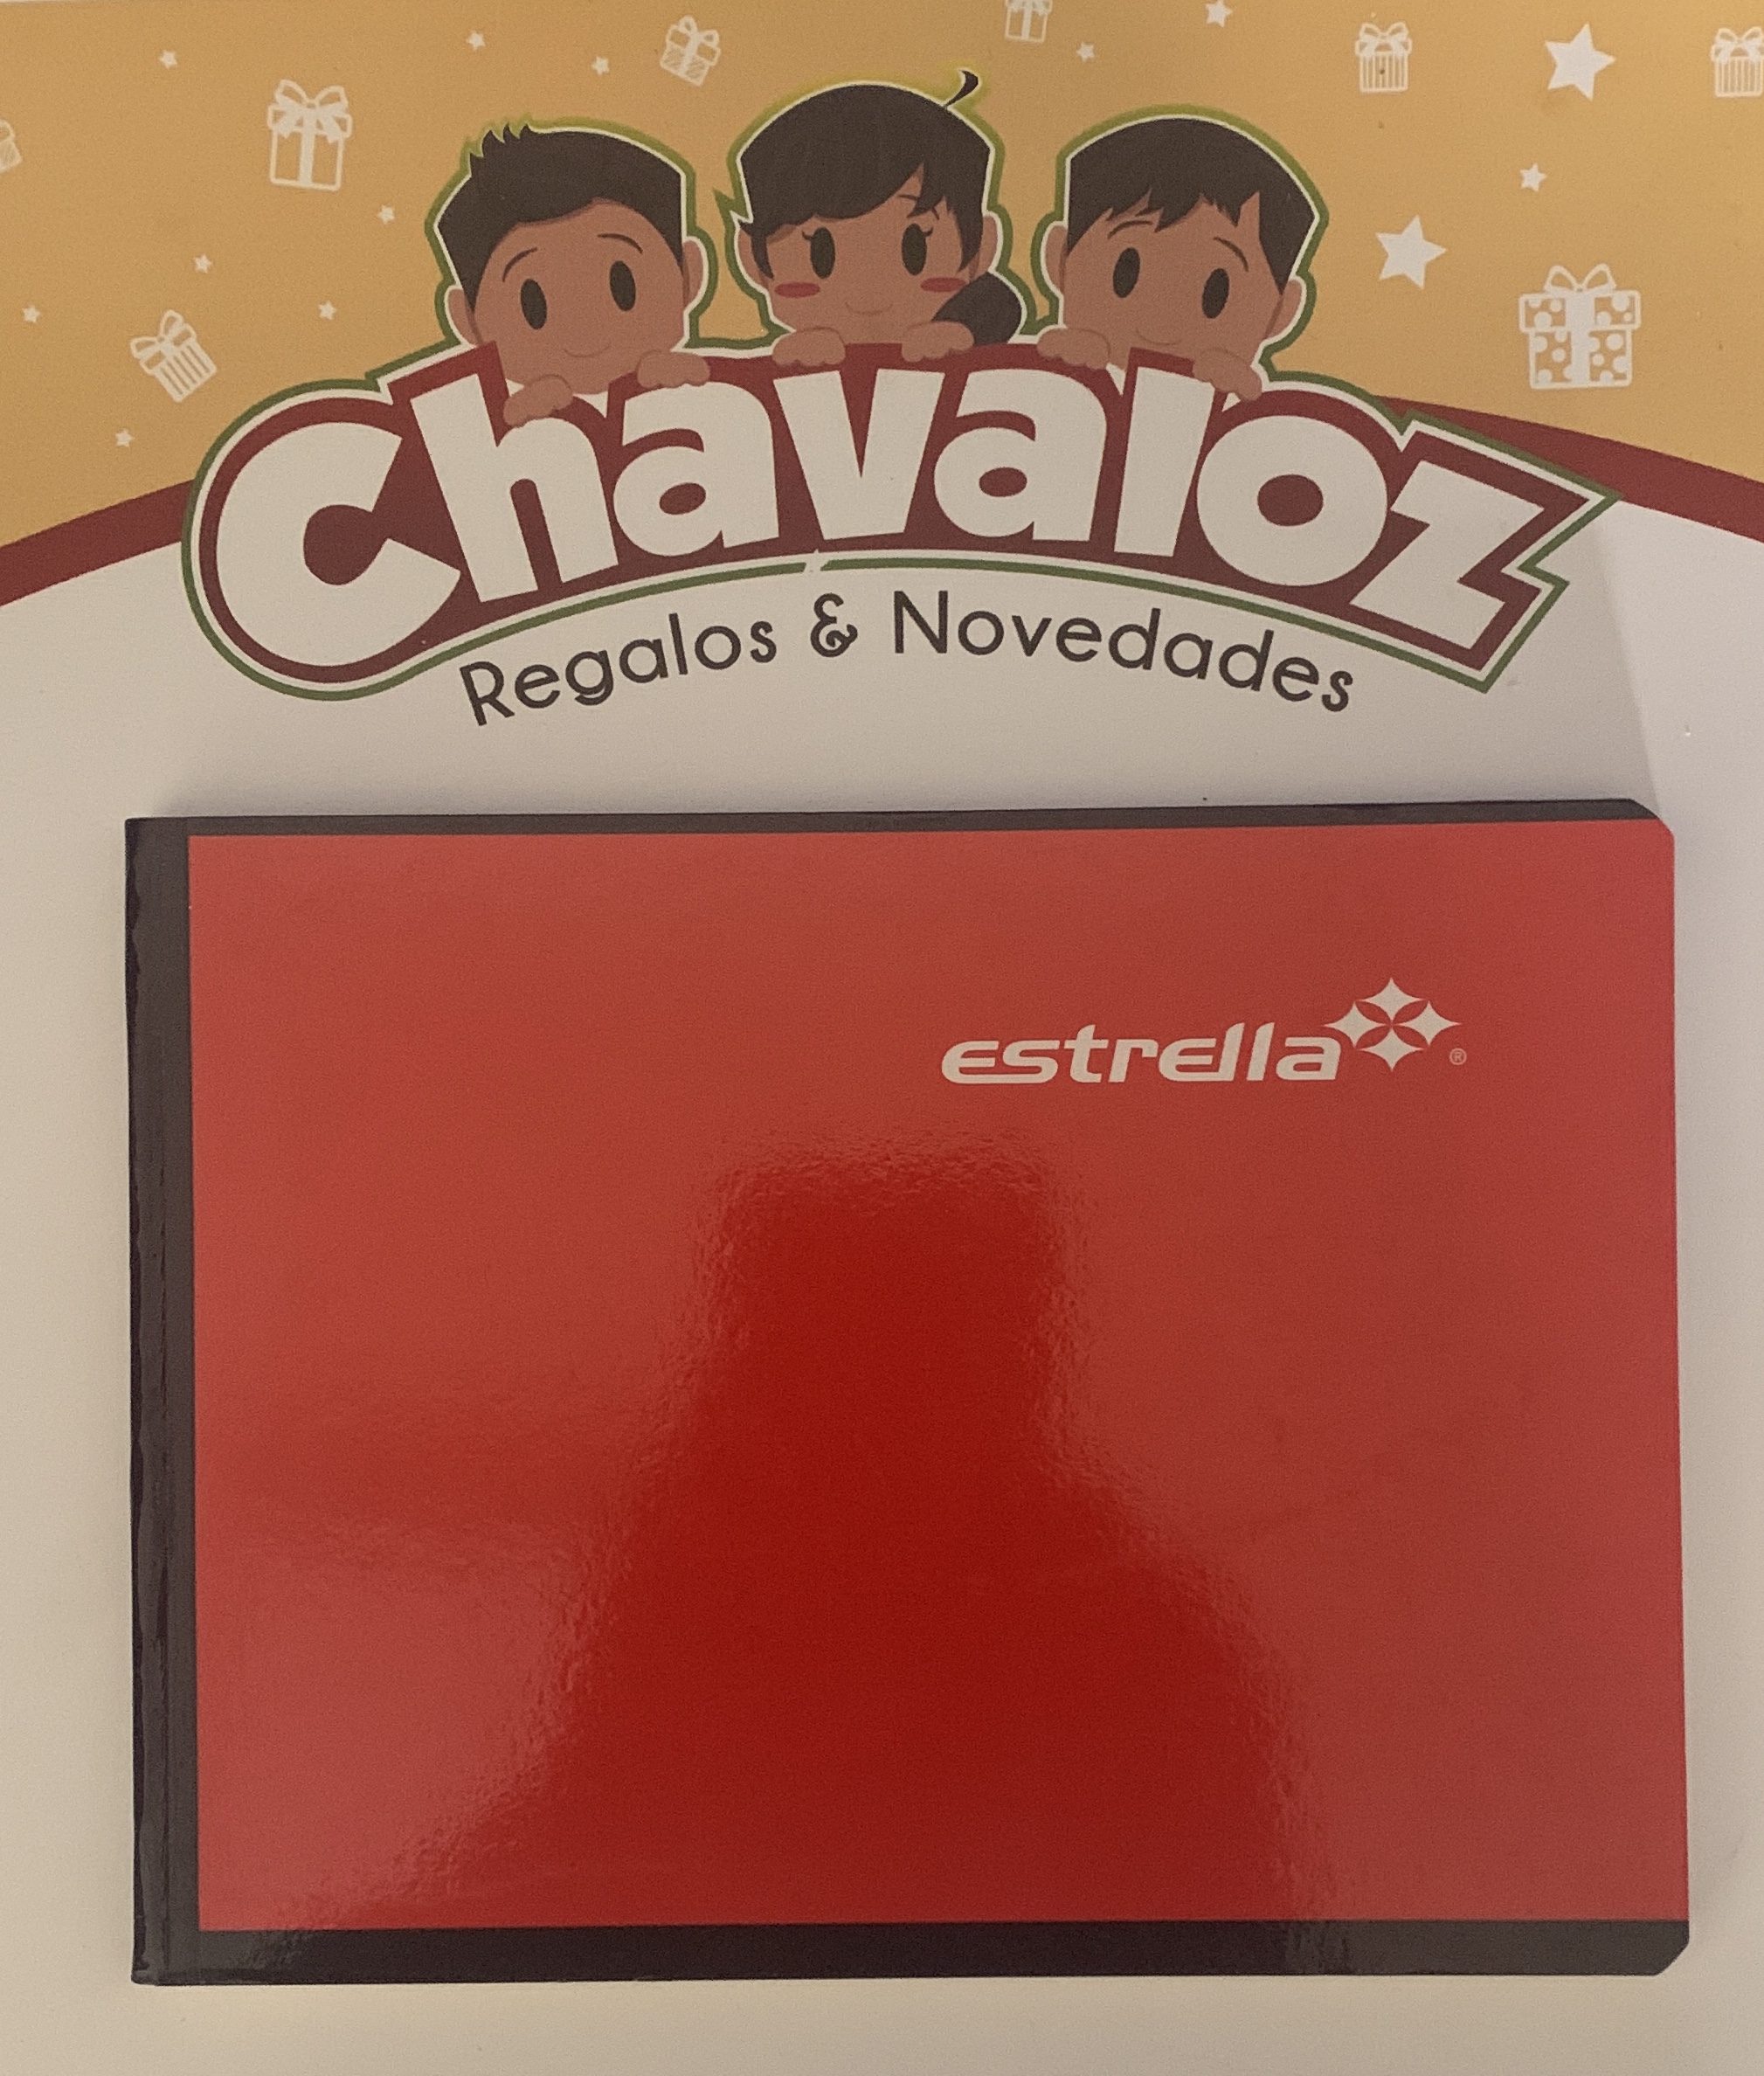 Chavaloz
Regalos & Novedades
estrella®